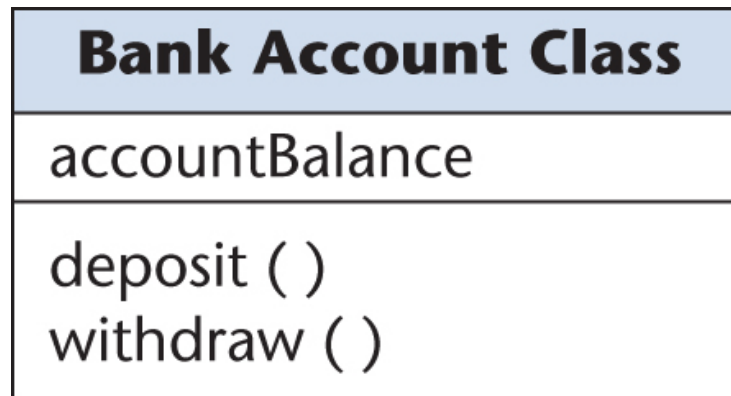 Bank Account Class
accountBalance
deposit ( )
withdraw ( )